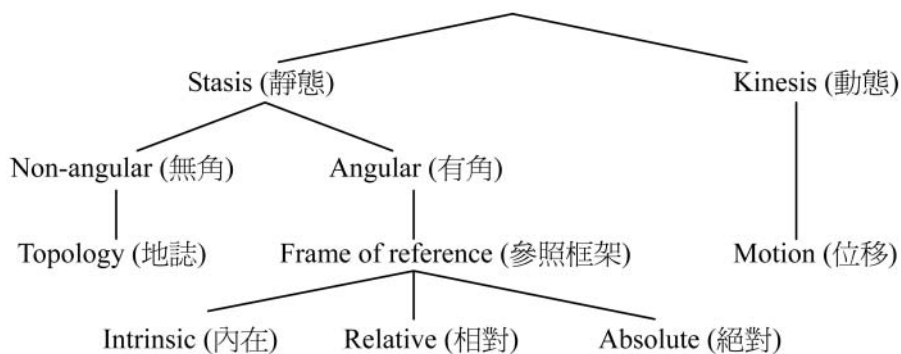 Stasis (靜態) Kinesis (動態)
Non-angular (無角) Angular (有角)
Topology (地誌) Frame of reference (參照框架) Motion (位移)
Intrinsic (內在) Relative (相對) Absolute (絕對)